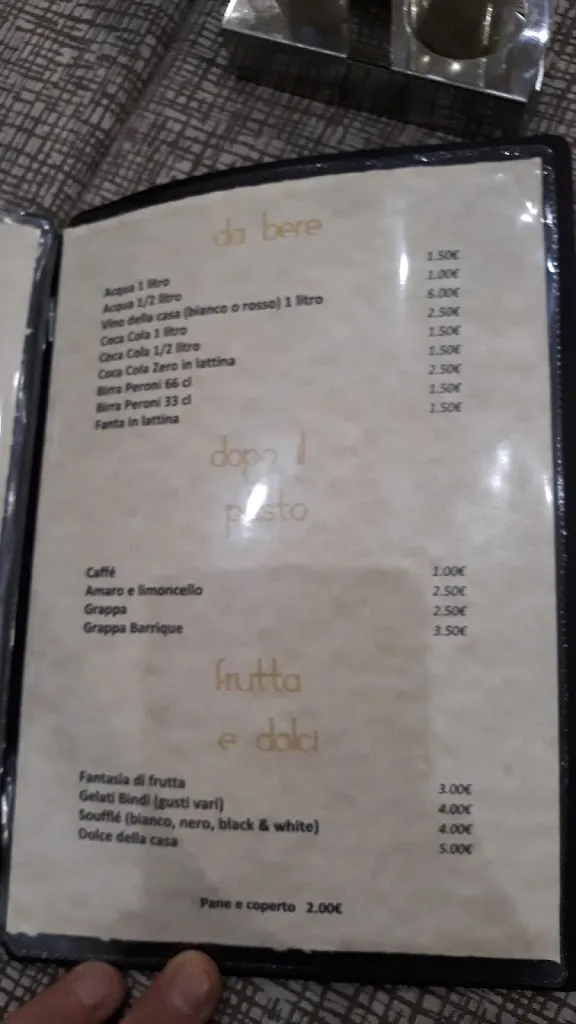 da bere
Acqua 1 litro 1.50€
Acqua 1/2 litro 1.00€
Vino della casa (bianco o rosso) 1 litro 6.00€
Coca Cola 1 litro 2.50€
Coca Cola 1/2 litro 1.50€
Coca Cola Zero in lattina 1.50€
Birra Peroni 66 cl 2.50€
Birra Peroni 33 cl 1.50€
Fanta in lattina 1.50€
dopo il
pasto
Caffé 1.00€
Amaro e limoncello 2.50€
Grappa 2.50€
Grappa Barrique 3.50€
frutta
e dolci
Fantasia di frutta 3.00€
Gelati Bindi (gusti vari) 4.00€
Soufflé (bianco, nero, black & white) 4.00€
Dolce della casa 5.00€
Pane e coperto 2.00€